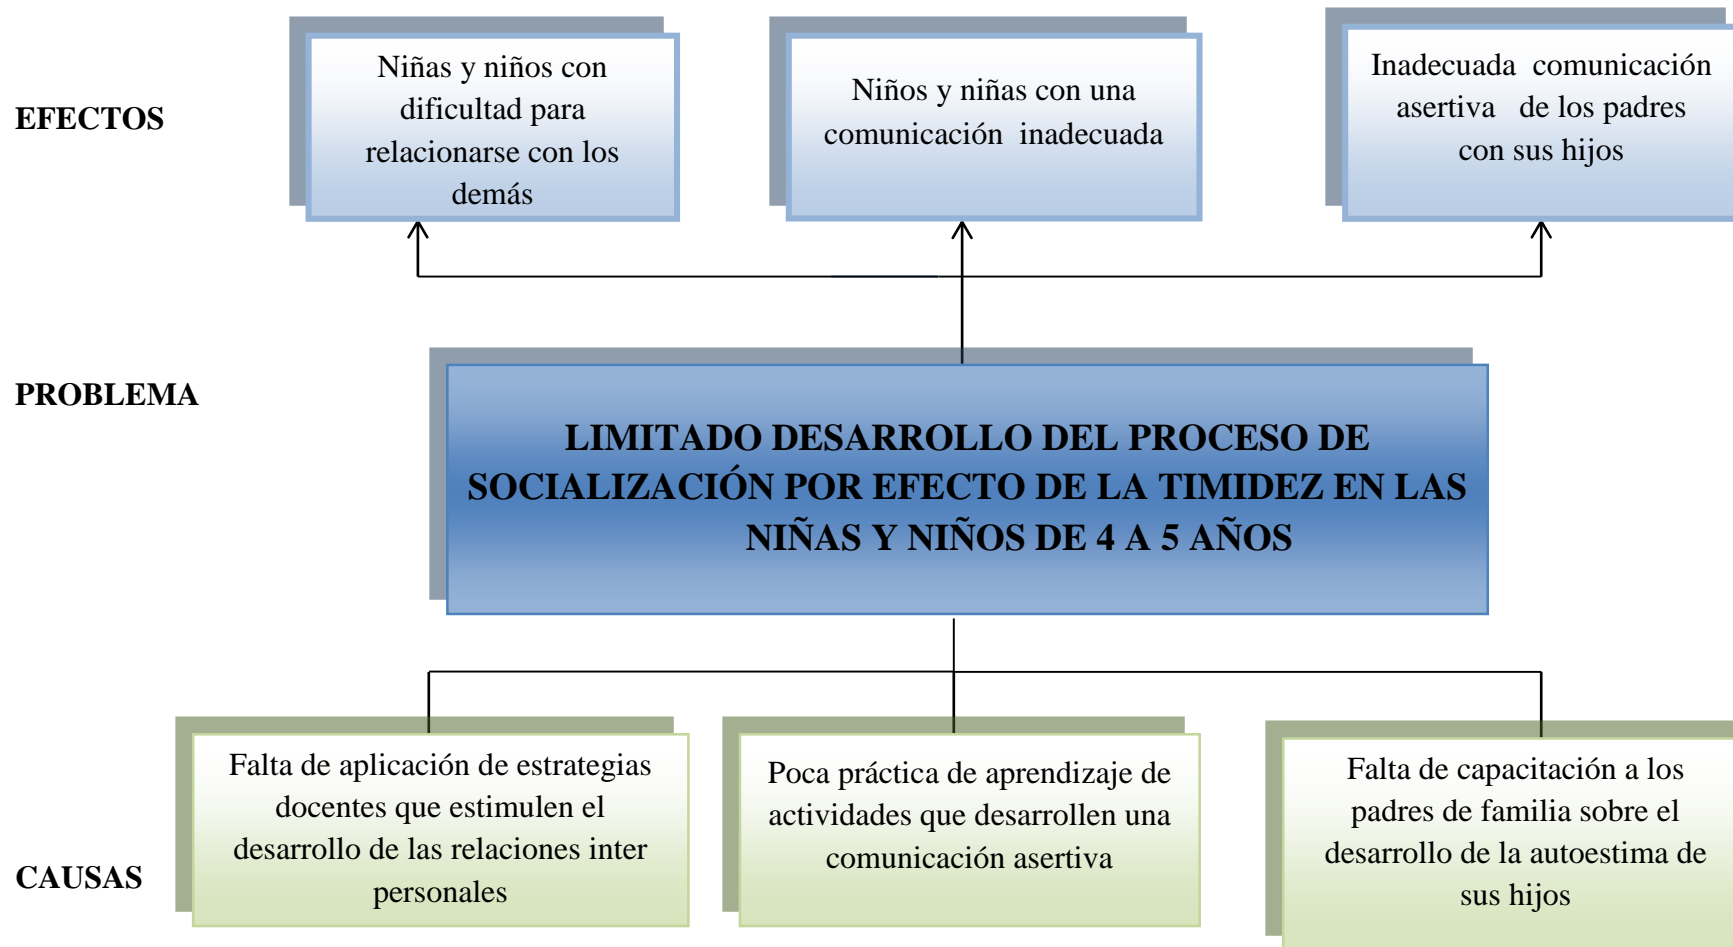 EFECTOS
Niñas y niños con
dificultad para
relacionarse con los
demás
Niños y niñas con una
comunicación inadecuada
Inadecuada comunicación
asertiva de los padres
con sus hijos
PROBLEMA
LIMITADO DESARROLLO DEL PROCESO DE
SOCIALIZACIÓN POR EFECTO DE LA TIMIDEZ EN LAS
NIÑAS Y NIÑOS DE 4 A 5 AÑOS
CAUSAS
Falta de aplicación de estrategias
docentes que estimulen el
desarrollo de las relaciones inter
personales
Poca práctica de aprendizaje de
actividades que desarrollen una
comunicación asertiva
Falta de capacitación a los
padres de familia sobre el
desarrollo de la autoestima de
sus hijos